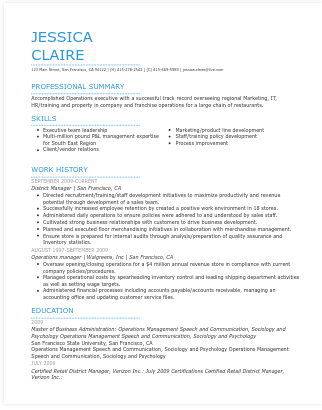 JESSICA
CLAIRE
123 Main Street, San Francisco, CA 94122 | (H) 415-276-2542 | (C) 415-669-5989 | jessica.claire@live.com
PROFESSIONAL SUMMARY
Accomplished Operations executive with a successful track record overseeing regional Marketing, IT,
HR/training and property in company and franchise operations for a large chain of restaurants.
SKILLS
Executive team leadership
Multi-million pound P&L management expertise
for South East Region
Client/vendor relations
Marketing/product line development
Staff/training policy development
Process improvement
WORK HISTORY
SEPTEMBER 2009-CURRENT
District Manager | San Francisco, CA
Directed recruitment/training/staff development initiatives to maximize productivity and revenue
potential through development of a sales team.
Successfully increased employee retention by created a positive work environment in 18 stores.
Administered daily operations to ensure policies were adhered to and understood by sales staff.
Cultivated strong business relationships with customers to drive business development.
Planned and executed floor merchandising initiatives in collaboration with merchandise management.
Ensure store is prepared for internal audits through analysis/preparation of quality assurance and
Inventory statistics.
AUGUST 1997-SEPTEMBER 2009
Operations manager | Walgreens, Inc | San Francisco, CA
Oversee opening/closing operations for a $4 million annual revenue store in compliance with current
company policies/procedures.
Managed operational costs by spearheading inventory control and leading shipping department activities
as well as setting wage targets.
Administered financial processes including accounts payable/accounts receivable, managing an
accounting office and updating customer service files.
EDUCATION
2009
Master of Business Administration: Operations Management Speech and Communication, Sociology and
Psychology Operations Management Speech and Communication, Sociology and Psychology
San Francisco State University, San Francisco, CA
Operations Management Speech and Communication, Sociology and Psychology Operations Management
Speech and Communication, Sociology and Psychology
JULY 2009
Certified Retail District Manager, Verizon Inc.: July 2009 Certifications Certified Retail District Manager,
Verizon Inc.: